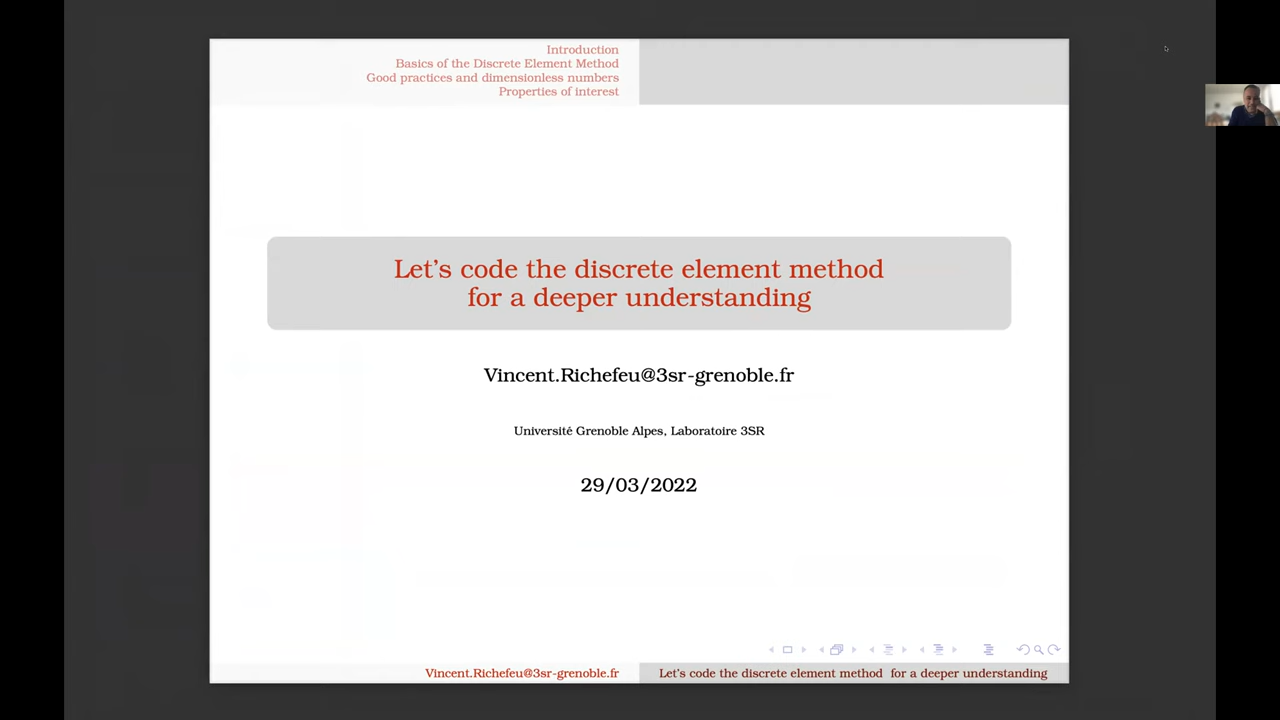 Introduction
Basics of the Discrete Element Method
Good practices and dimensionless numbers
Properties of interest
Let's code the discrete element method
for a deeper understanding
Vincent.Richefeu@3sr-grenoble.fr
Université Grenoble Alpes, Laboratoire 3SR
29/03/2022
Vincent.Richefeu@3sr-grenoble.fr
Let's code the discrete element method for a deeper understanding